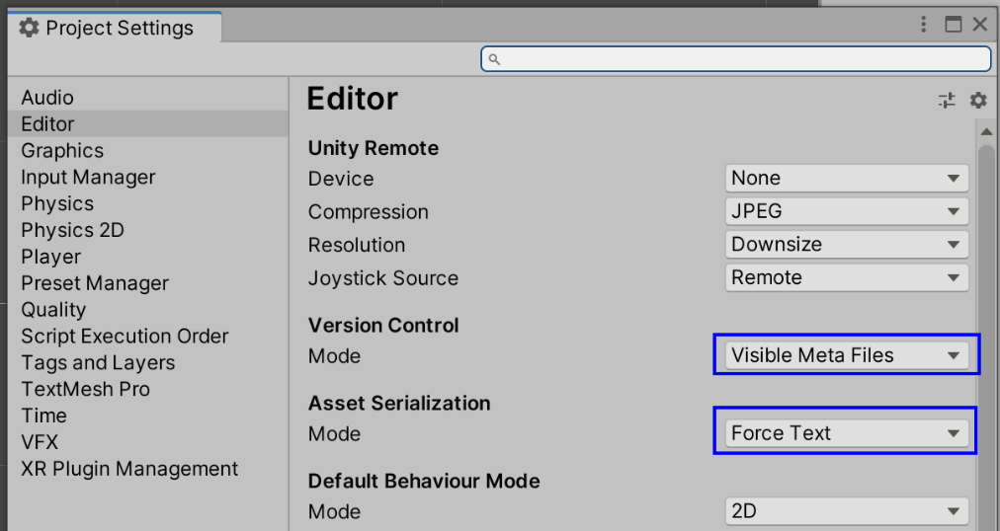 Project Settings
Audio
Editor
Graphics
Input Manager
Physics
Physics 2D
Player
Preset Manager
Quality
Script Execution Order
Tags and Layers
TextMesh Pro
Time
VFX
XR Plugin Management
Editor
Unity Remote
Device None
Compression JPEG
Resolution Downsize
Joystick Source Remote
Version Control
Mode Visible Meta Files
Asset Serialization
Mode Force Text
Default Behaviour Mode
Mode 2D